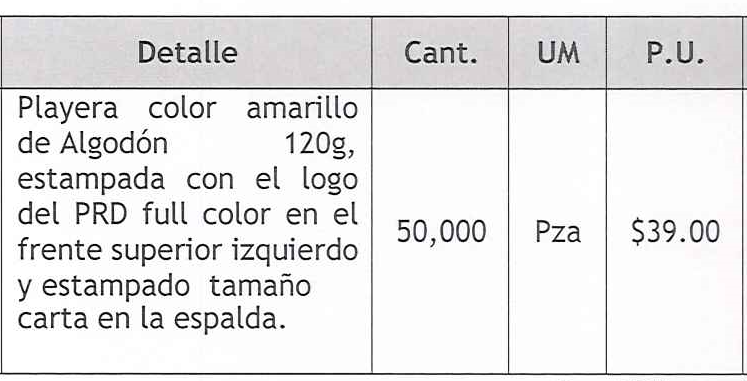 Detalle Cant. UM P.U.
Playera color amarillo
de Algodón 120g,
estampada con el logo
del PRD full color en el
frente superior izquierdo
y estampado tamaño
carta en la espalda.
50,000 Pza $39.00